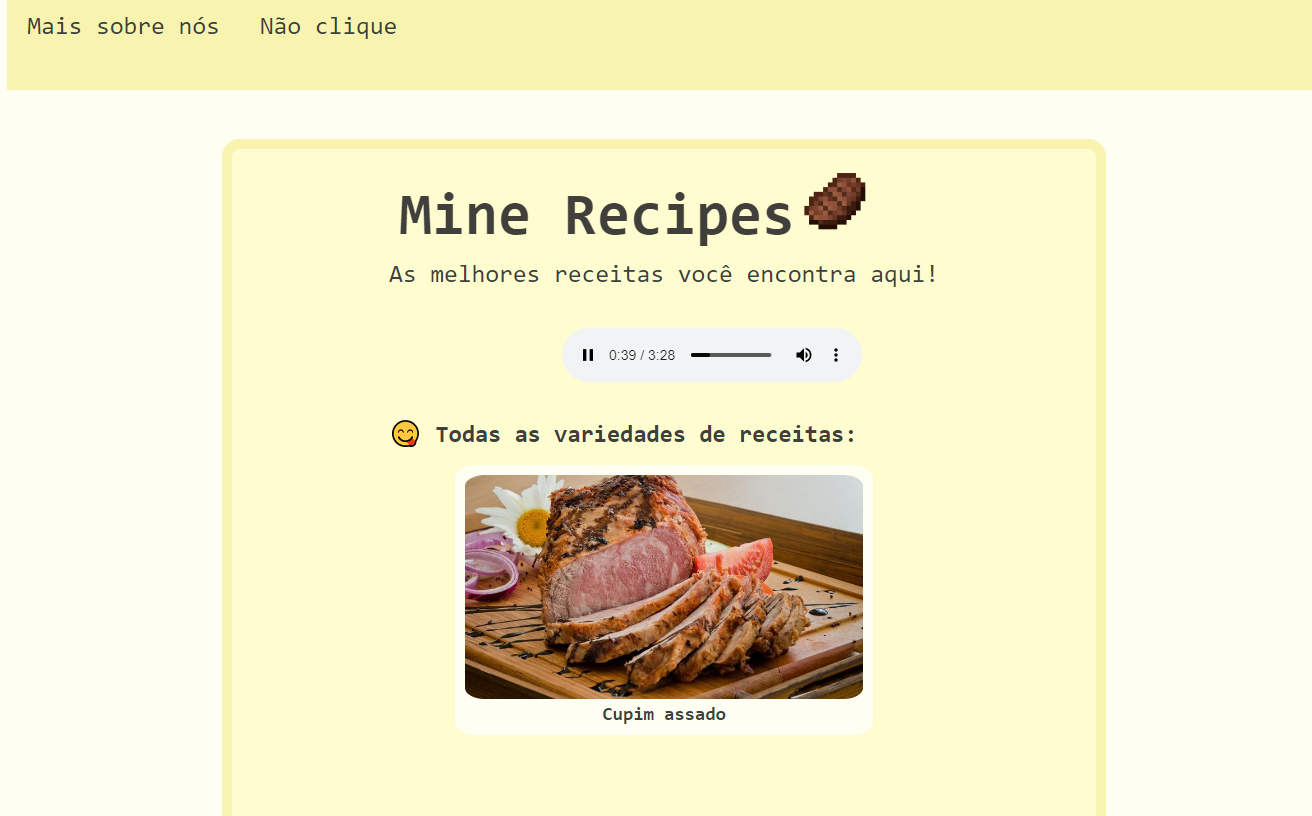 Mais sobre nós Não clique
Mine Recipes
As melhores receitas você encontra aqui!
0:39 / 3:28
😋 Todas as variedades de receitas:
Cupim assado